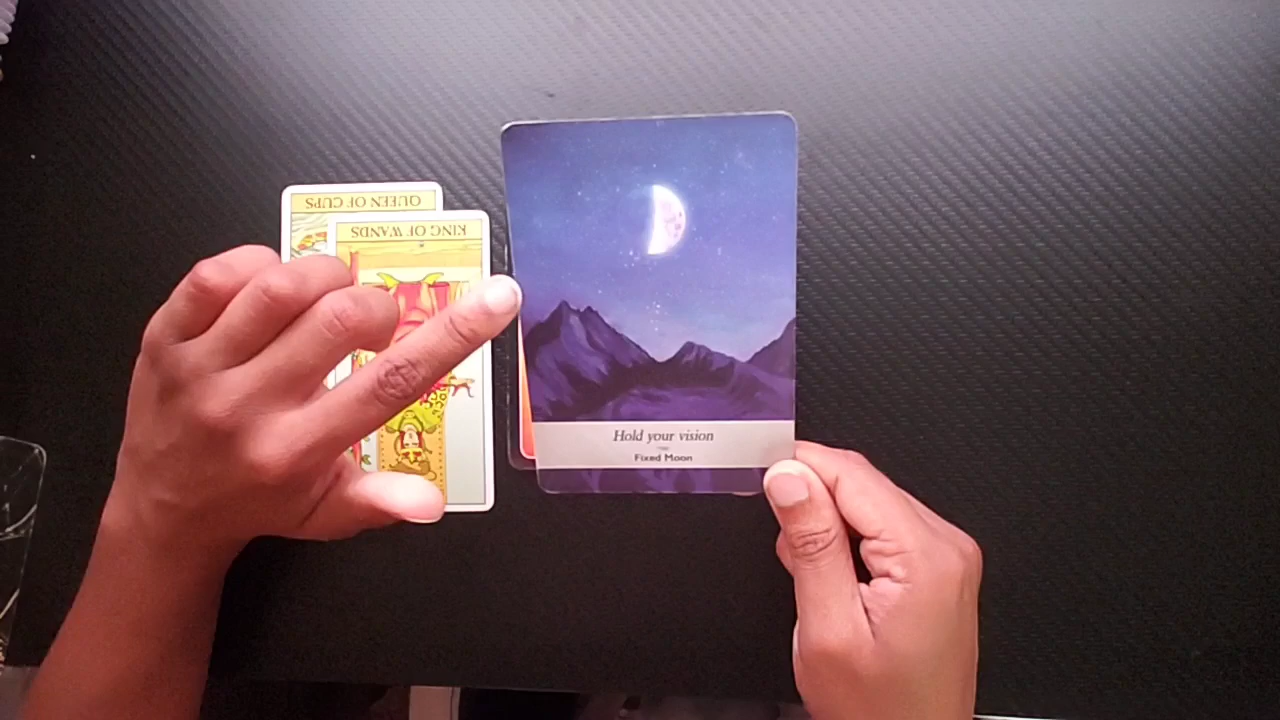 QUEEN OF CUPS
KING OF WANDS
Hold your vision
Fixed Moon